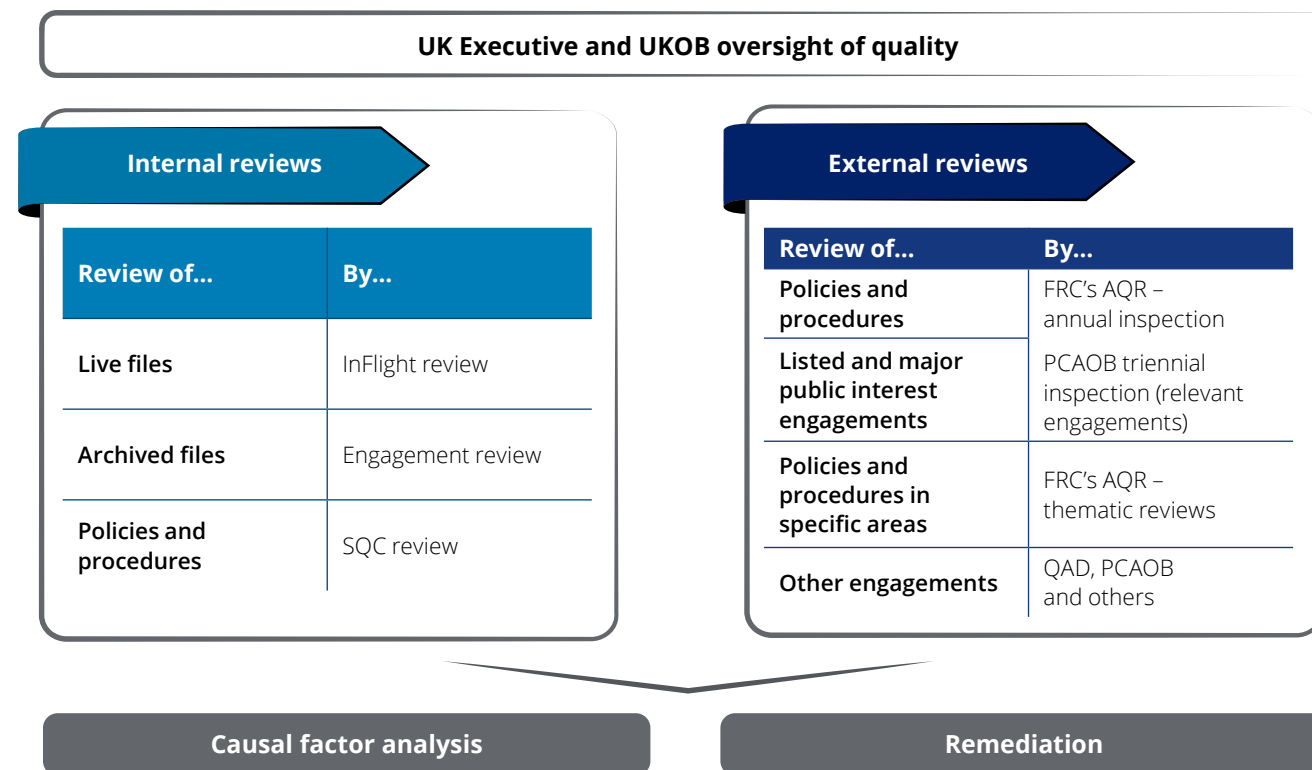 UK Executive and UKOB oversight of quality
Internal reviews
Review of...
By...
Live files
InFlight review
Archived files
Engagement review
Policies and
procedures
SQC review
External reviews
Review of...
By...
Policies and
procedures
FRC’s AQR –
annual inspection
Listed and major
public interest
engagements
PCAOB triennial
inspection (relevant
engagements)
Policies and
procedures in
specific areas
FRC’s AQR –
thematic reviews
Other engagements
QAD, PCAOB
and others
Causal factor analysis
Remediation